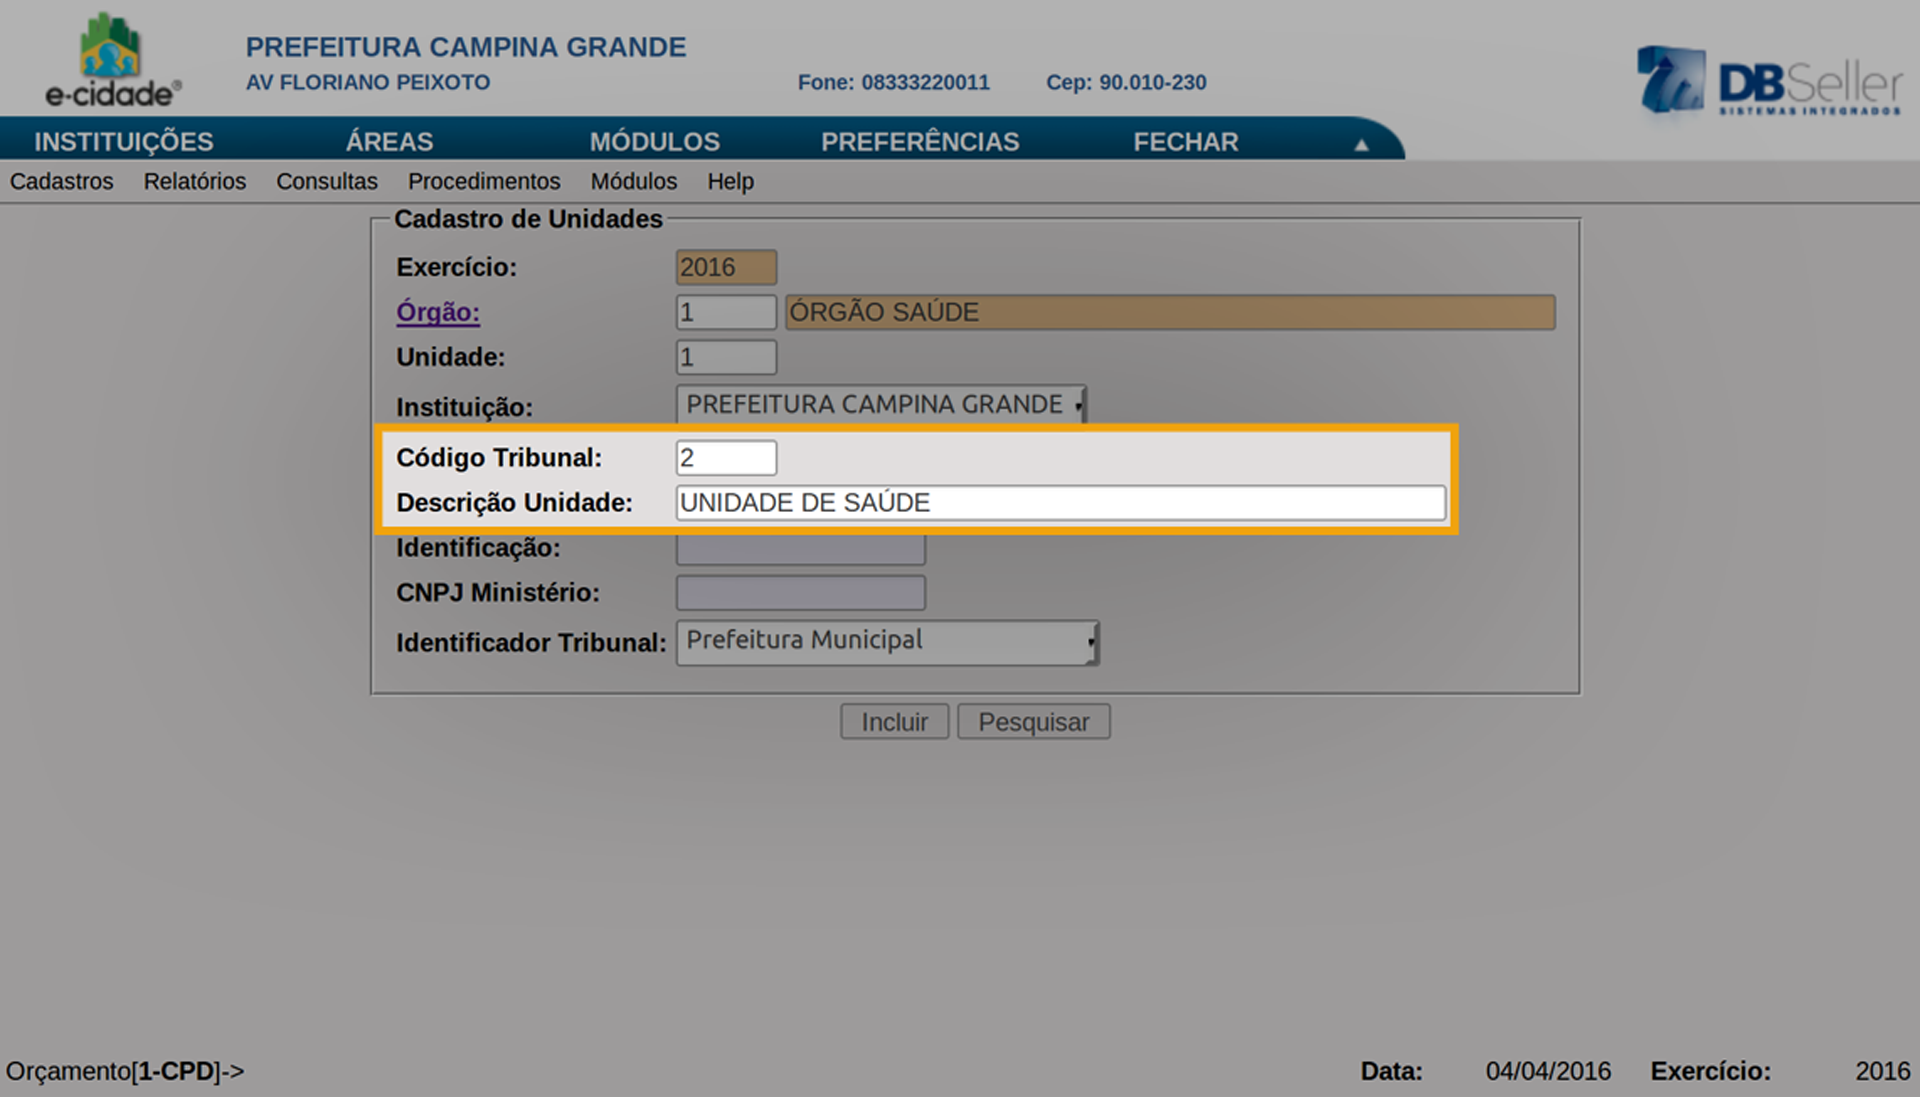 e-cidade®
PREFEITURA CAMPINA GRANDE
AV FLORIANO PEIXOTO Fone: 08333220011 Cep: 90.010-230
DBSeller
SISTEMAS INTEGRADOS
INSTITUIÇÕES ÁREAS MÓDULOS PREFERÊNCIAS FECHAR ▲
Cadastros Relatórios Consultas Procedimentos Módulos Help
Cadastro de Unidades
Exercício: 2016
Órgão: 1 ÓRGÃO SAÚDE
Unidade: 1
Instituição: PREFEITURA CAMPINA GRANDE
Código Tribunal: 2
Descrição Unidade: UNIDADE DE SAÚDE
Identificação:
CNPJ Ministério:
Identificador Tribunal: Prefeitura Municipal
Incluir Pesquisar
Orçamento[1-CPD]-> Data: 04/04/2016 Exercício: 2016